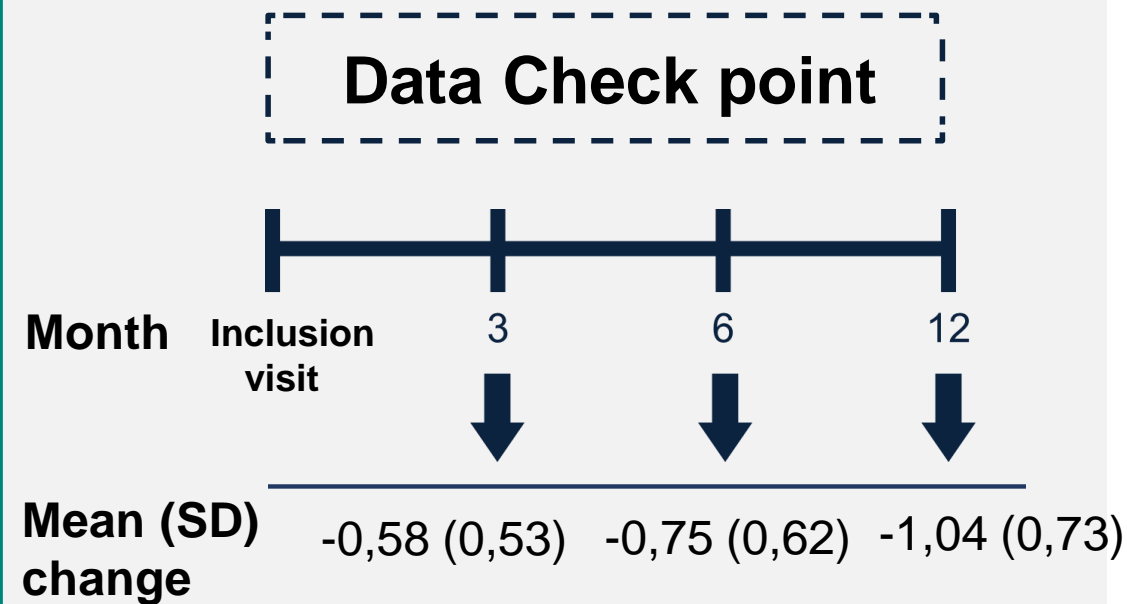 Data Check point
Month Inclusion visit 3 6 12
Mean (SD) change -0,58 (0,53) -0,75 (0,62) -1,04 (0,73)